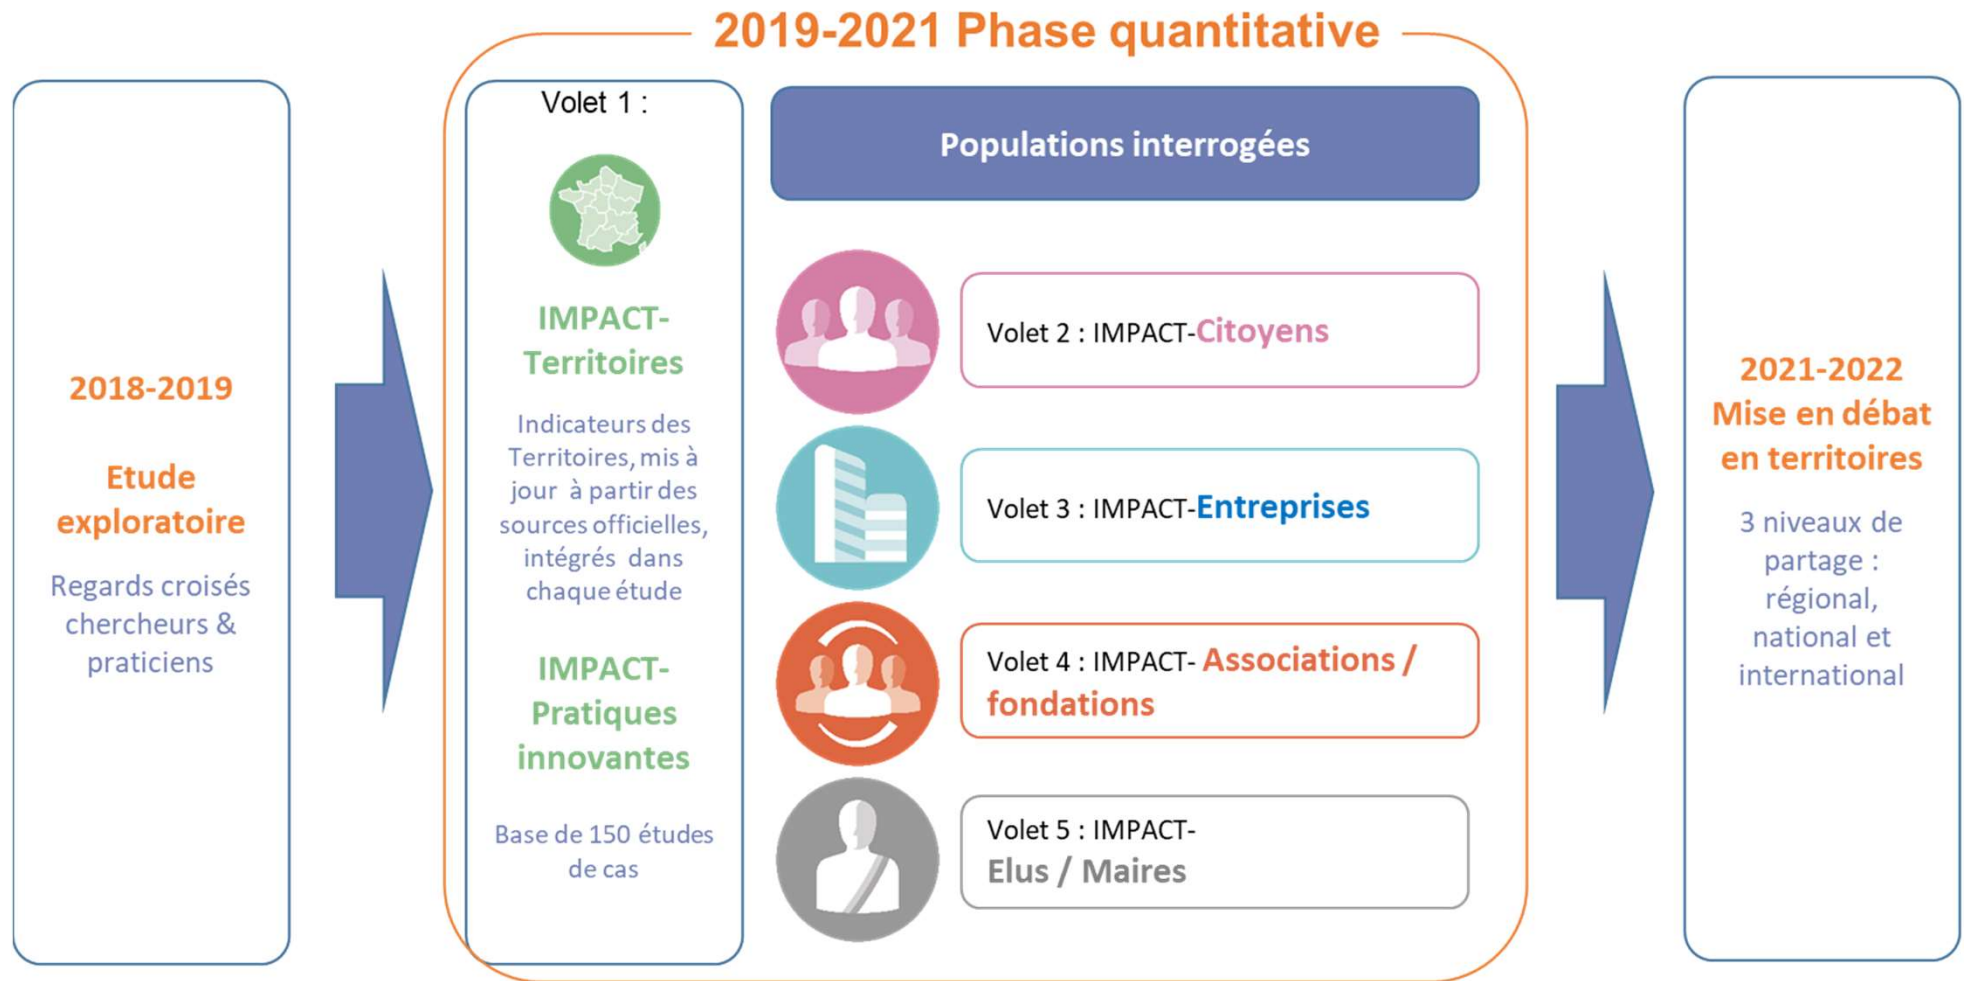 2019-2021 Phase quantitative
2018-2019
Etude
exploratoire
Regards croisés
chercheurs &
praticiens
Volet 1 :
IMPACT-
Territoires
Indicateurs des
Territoires, mis à
jour à partir des
sources officielles,
intégrés dans
chaque étude
IMPACT-
Pratiques
innovantes
Base de 150 études
de cas
Populations interrogées
Volet 2 : IMPACT-Citoyens
Volet 3 : IMPACT-Entreprises
Volet 4 : IMPACT- Associations /
fondations
Volet 5 : IMPACT-
Elus / Maires
2021-2022
Mise en débat
en territoires
3 niveaux de
partage :
régional,
national et
international